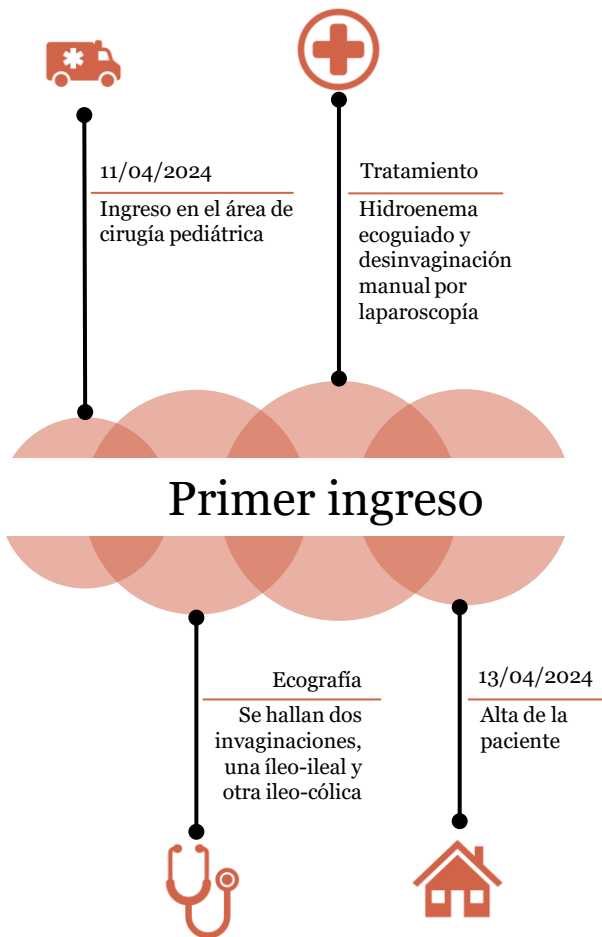 11/04/2024
Ingreso en el área de
cirugía pediátrica
Tratamiento
Hidroenema
ecoguiado y
desinvaginación
manual por
laparoscopía
Primer ingreso
Ecografía
Se hallan dos
invaginaciones,
una íleo-ileal y
otra ileo-cólica
13/04/2024
Alta de la
paciente